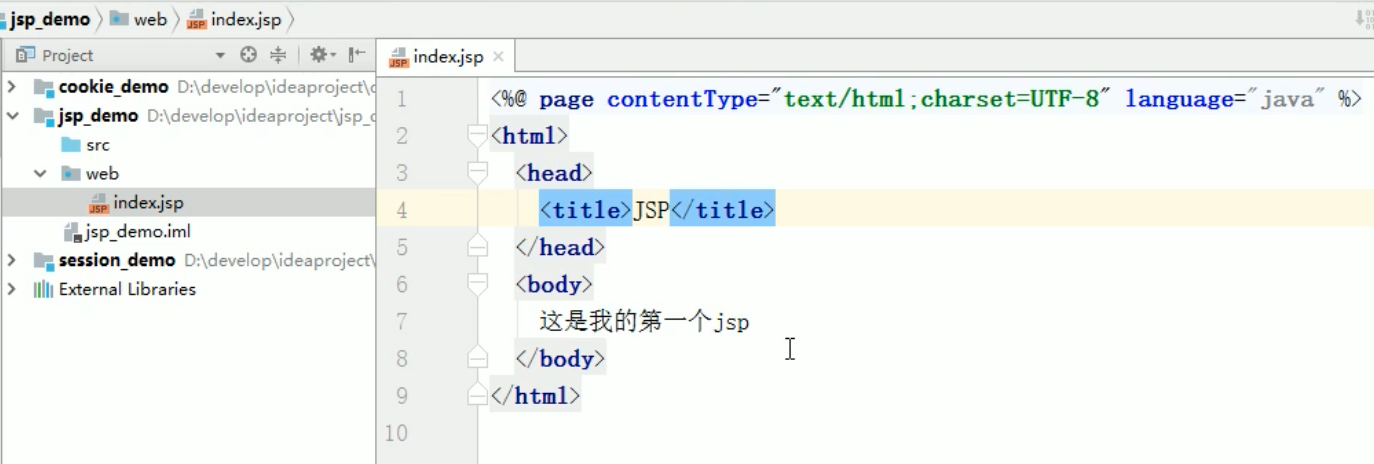 jsp_demo web index.jsp
Project
index.jsp
cookie_demo D:\develop\ideaproject\c
jsp_demo D:\develop\ideaproject\jsp_c
src
web
index.jsp
jsp_demo.iml
session_demo D:\develop\ideaproject\
External Libraries
1 <%@ page contentType="text/html;charset=UTF-8" language="java" %>
2 <html>
3 <head>
4 <title>JSP</title>
5 </head>
6 <body>
7 这是我的第一个jsp
8 </body>
9 </html>
10